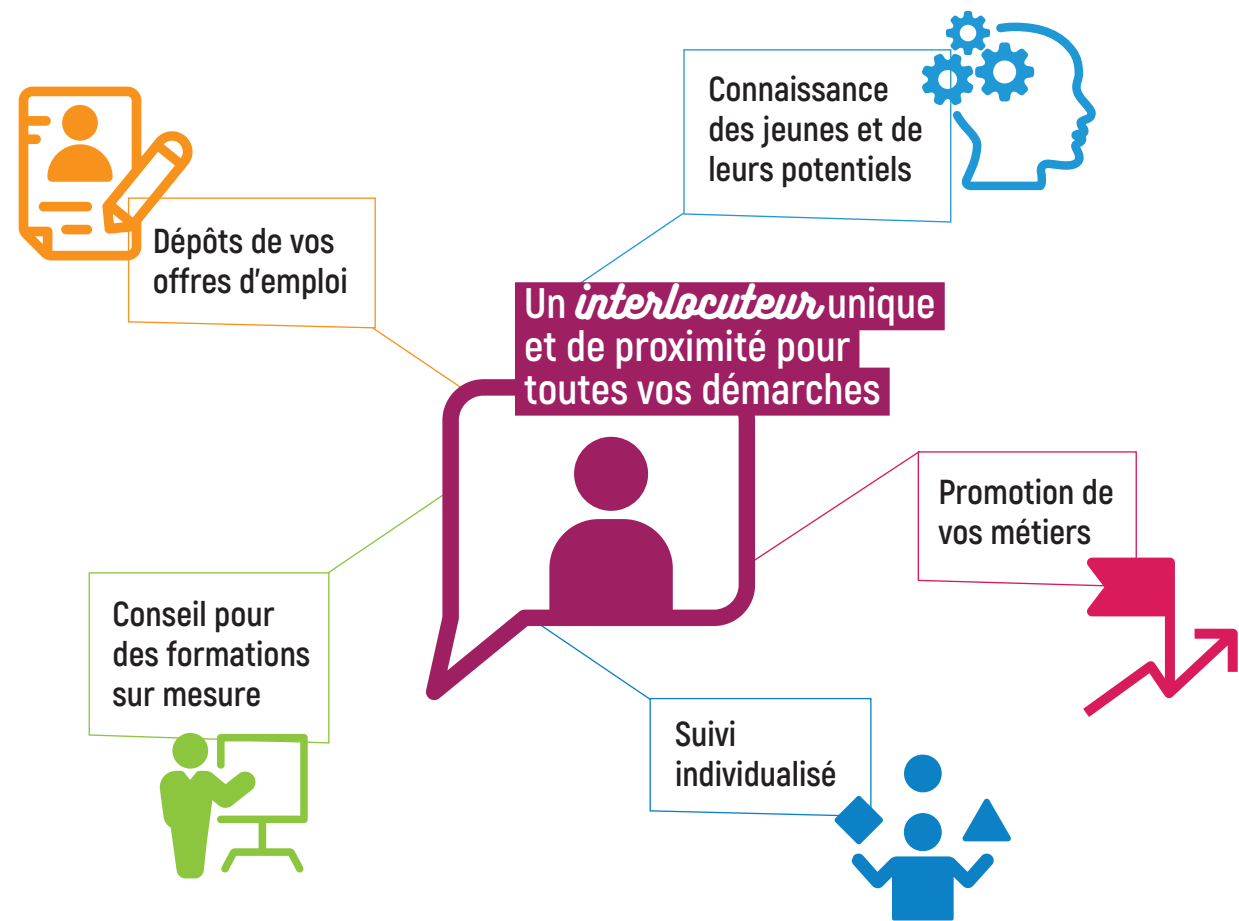 Connaissance
des jeunes et de
leurs potentiels
Dépôts de vos
offres d'emploi
Un interlocuteur unique
et de proximité pour
toutes vos démarches
Promotion de
vos métiers
Conseil pour
des formations
sur mesure
Suivi
individualisé